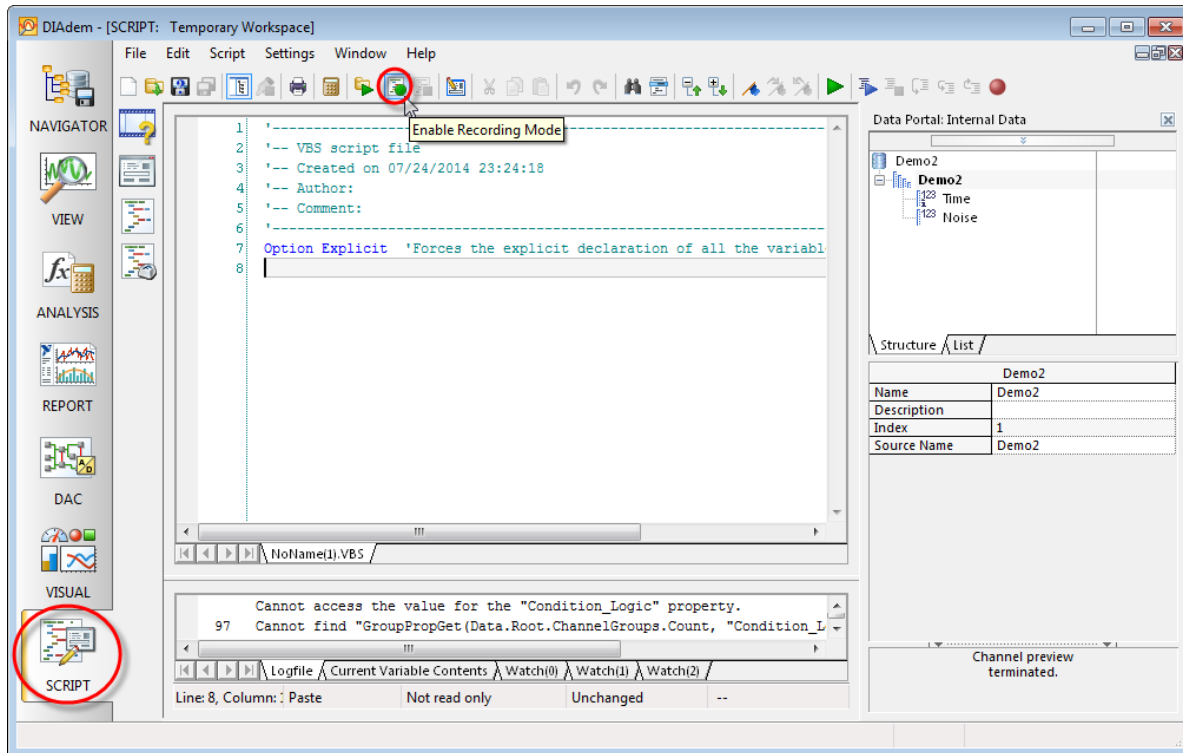 DIAdem - [SCRIPT: Temporary Workspace]
File Edit Script Settings Window Help
NAVIGATOR
VIEW
ANALYSIS
REPORT
DAC
VISUAL
SCRIPT
Enable Recording Mode
1 '--------------------------------------------------------------
2 '-- VBS script file
3 '-- Created on 07/24/2014 23:24:18
4 '-- Author:
5 '-- Comment:
6 '--------------------------------------------------------------
7 Option Explicit 'Forces the explicit declaration of all the variabl
8
NoName(1).VBS
Cannot access the value for the "Condition_Logic" property.
97 Cannot find "GroupPropGet(Data.Root.ChannelGroups.Count, "Condition_L
Logfile Current Variable Contents Watch(0) Watch(1) Watch(2)
Line: 8, Column: Paste Not read only Unchanged --
Data Portal: Internal Data
Demo2
Demo2
123 Time
123 Noise
Structure List
Demo2
Name Demo2
Description
Index 1
Source Name Demo2
Channel preview
terminated.